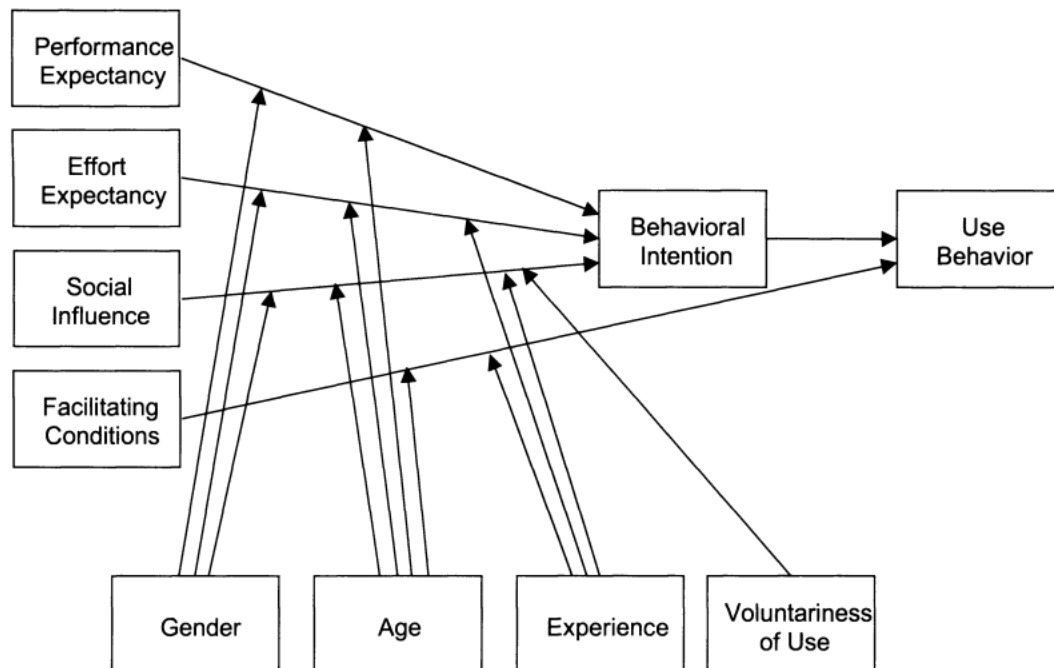 Performance
Expectancy
Effort
Expectancy
Social
Influence
Facilitating
Conditions
Behavioral
Intention
Use
Behavior
Gender
Age
Experience
Voluntariness
of Use